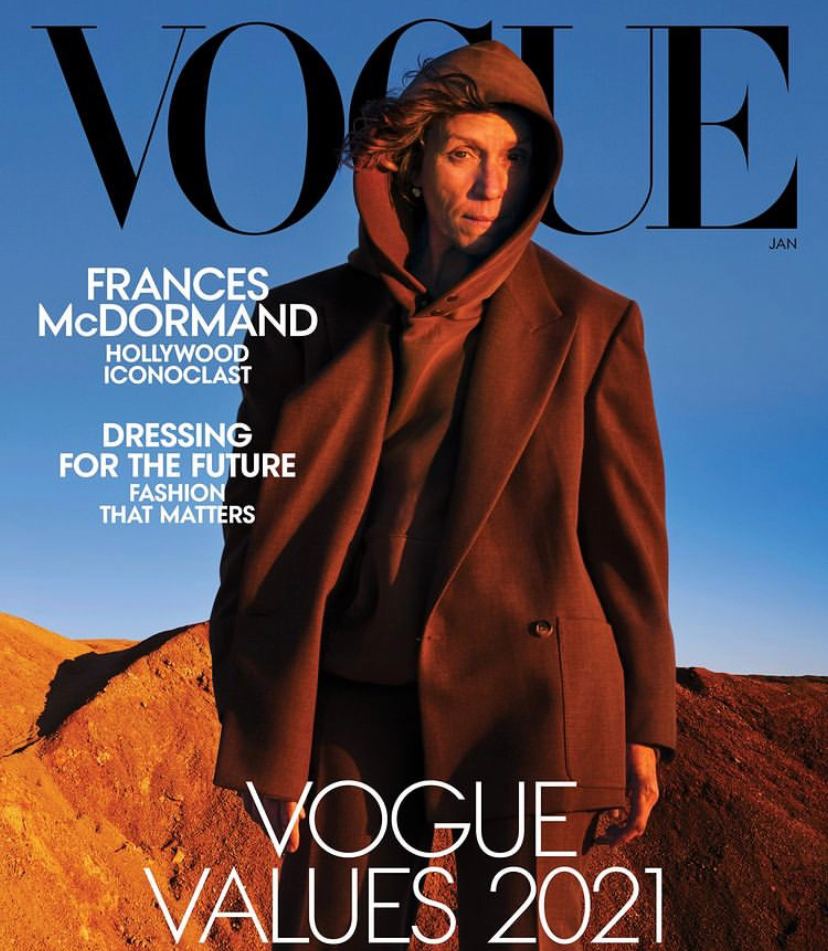 VOGUE
JAN
FRANCES
McDORMAND
HOLLYWOOD
ICONOCLAST
DRESSING
FOR THE FUTURE
FASHION
THAT MATTERS
VOGUE
VALUES 2021